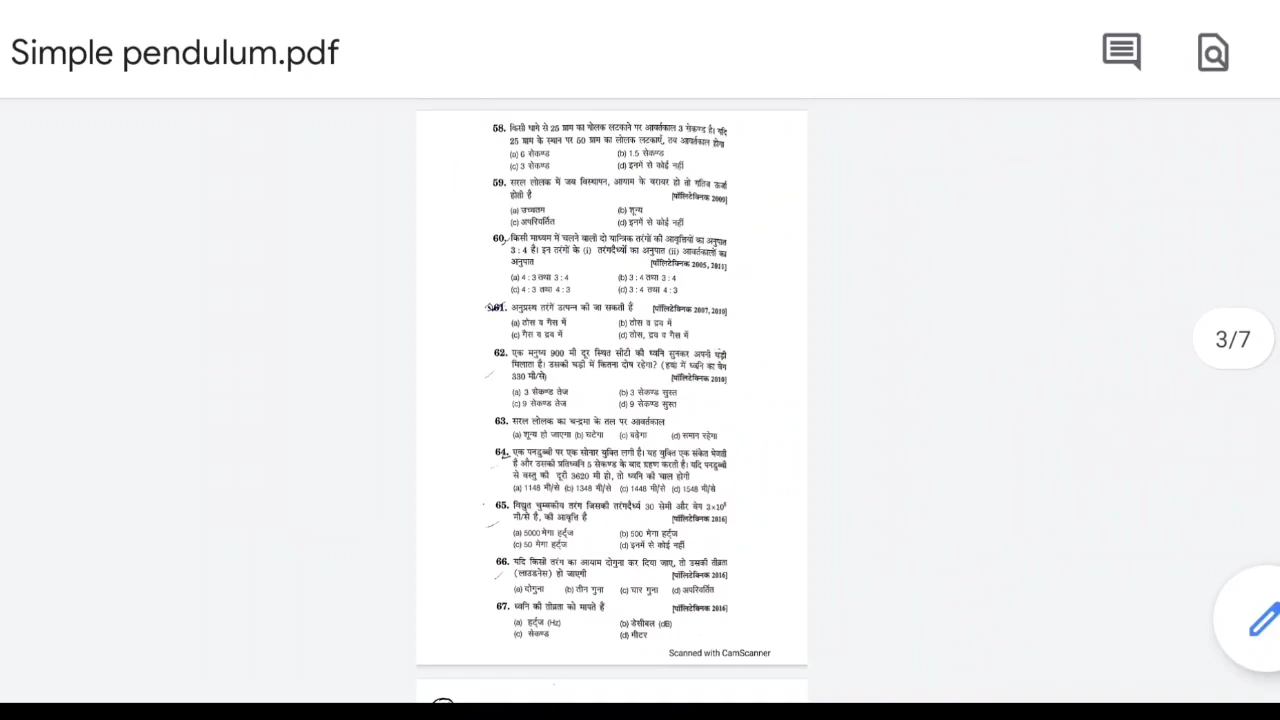 Simple pendulum.pdf
58. किसी धागे से 25 ग्राम का गोलक लटकाने पर आवर्तकाल 3 सेकण्ड है। यदि
25 ग्राम के स्थान पर 50 ग्राम का लोलक लटकाएँ, तब आवर्तकाल होगा
(a) 6 सेकण्ड (b) 1.5 सेकण्ड
(c) 3 सेकण्ड (d) इनमें से कोई नहीं
59. सरल लोलक में जब विस्थापन, आयाम के बराबर हो तो गतिज ऊर्जा
होती है [पॉलिटेक्निक 2009]
(a) उच्चतम (b) शून्य
(c) अपरिवर्तित (d) इनमें से कोई नहीं
60. किसी माध्यम में चलने वाली दो यान्त्रिक तरंगों की आवृत्तियों का अनुपात
3 : 4 है। इन तरंगों के (i) तरंगदैर्ध्यों का अनुपात (ii) आवर्तकालों का
अनुपात [पॉलिटेक्निक 2005, 2011]
(a) 4 : 3 तथा 3 : 4 (b) 3 : 4 तथा 3 : 4
(c) 4 : 3 तथा 4 : 3 (d) 3 : 4 तथा 4 : 3
61. अनुप्रस्थ तरंगें उत्पन्न की जा सकती हैं [पॉलिटेक्निक 2007, 2010]
(a) ठोस व गैस में (b) ठोस व द्रव में
(c) गैस व द्रव में (d) ठोस, द्रव व गैस में
62. एक मनुष्य 900 मी दूर स्थित सीटी की ध्वनि सुनकर अपनी घड़ी
मिलाता है। उसकी घड़ी में कितना दोष रहेगा? (हवा में ध्वनि का वेग
330 मी/से) [पॉलिटेक्निक 2010]
(a) 3 सेकण्ड तेज (b) 3 सेकण्ड सुस्त
(c) 9 सेकण्ड तेज (d) 9 सेकण्ड सुस्त
63. सरल लोलक का चन्द्रमा के तल पर आवर्तकाल
(a) शून्य हो जाएगा (b) घटेगा (c) बढ़ेगा (d) समान रहेगा
64. एक पनडुब्बी पर एक सोनार युक्ति लगी है। यह युक्ति एक संकेत भेजती
है और उसकी प्रतिध्वनि 5 सेकण्ड के बाद ग्रहण करती है। यदि पनडुब्बी
से वस्तु की दूरी 3620 मी हो, तो ध्वनि की चाल होगी
(a) 1148 मी/से (b) 1348 मी/से (c) 1448 मी/से (d) 1548 मी/से
65. विद्युत चुम्बकीय तरंग जिसकी तरंगदैर्ध्य 30 सेमी और वेग 3×10⁸
मी/से है, की आवृत्ति है [पॉलिटेक्निक 2016]
(a) 5000 मेगा हर्ट्ज (b) 500 मेगा हर्ट्ज
(c) 50 मेगा हर्ट्ज (d) इनमें से कोई नहीं
66. यदि किसी तरंग का आयाम दोगुना कर दिया जाए, तो उसकी तीव्रता
(लाउडनेस) हो जाएगी [पॉलिटेक्निक 2016]
(a) दोगुना (b) तीन गुना (c) चार गुना (d) अपरिवर्तित
67. ध्वनि की तीव्रता को मापते हैं [पॉलिटेक्निक 2016]
(a) हर्ट्ज (Hz) (b) डेसीबल (dB)
(c) सेकण्ड (d) मीटर
Scanned with CamScanner
3/7